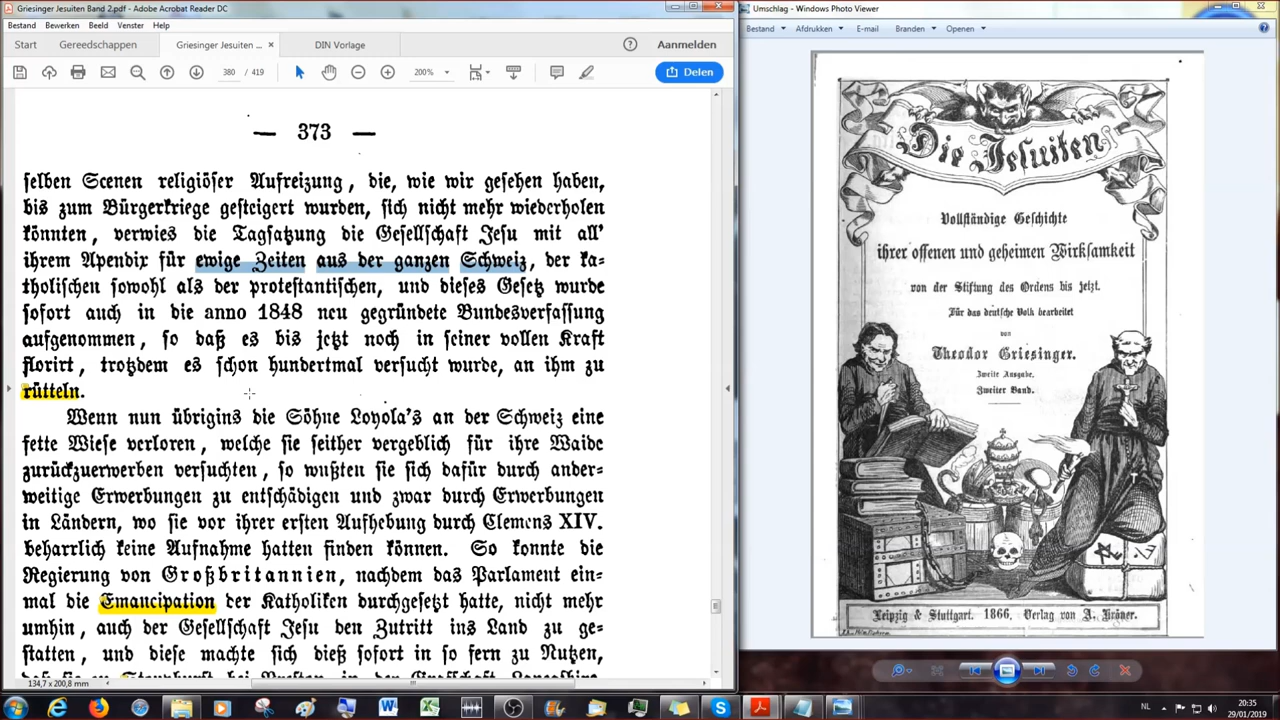 Griesinger Jesuiten Band 2.pdf - Adobe Acrobat Reader DC
Bestand Bewerken Beeld Venster Help
Start Gereedschappen Griesinger Jesuiten ... × DIN Vorlage Aanmelden
380 / 419 200% Delen
— 373 —
selben Scenen religiöser Aufreizung, die, wie wir gesehen haben,
bis zum Bürgerkriege gesteigert wurden, sich nicht mehr wiederholen
könnten, verwies die Tagsatzung die Gesellschaft Jesu mit all'
ihrem Apendix für ewige Zeiten aus der ganzen Schweiz, der ka-
tholischen sowohl als der protestantischen, und dieses Gesetz wurde
sofort auch in die anno 1848 neu gegründete Bundesverfassung
aufgenommen, so daß es bis jetzt noch in seiner vollen Kraft
florirt, trotzdem es schon hundertmal versucht wurde, an ihm zu
rütteln.
Wenn nun übrigins die Söhne Loyola's an der Schweiz eine
fette Wiese verloren, welche sie seither vergeblich für ihre Waide
zurückzuerwerben versuchten, so wußten sie sich dafür durch ander-
weitige Erwerbungen zu entschädigen und zwar durch Erwerbungen
in Ländern, wo sie vor ihrer ersten Aufhebung durch Clemens XIV.
beharrlich keine Aufnahme hatten finden können. So konnte die
Regierung von Großbritannien, nachdem das Parlament ein-
mal die Emancipation der Katholiken durchgesetzt hatte, nicht mehr
umhin, auch der Gesellschaft Jesu den Zutritt ins Land zu ge-
statten, und diese machte sich dieß sofort in so fern zu Nutzen,
134,7 x 200,8 mm
Umschlag - Windows Photo Viewer
Bestand Afdrukken E-mail Branden Openen
Die Jesuiten
Vollständige Geschichte
ihrer offenen und geheimen Wirksamkeit
von der Stiftung des Ordens bis jetzt.
Für das deutsche Volk bearbeitet
von
Theodor Griesinger.
Zweite Ausgabe.
Zweiter Band.
Leipzig & Stuttgart. 1866. Verlag von A. Kröner.
NL 20:35
29/01/2019